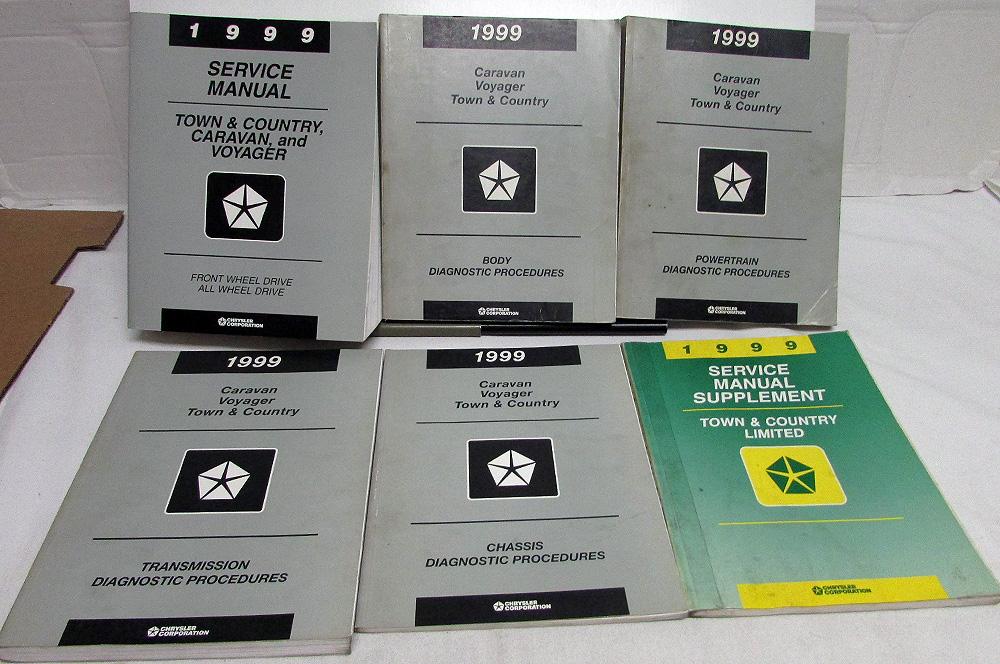 1 9 9 9
SERVICE
MANUAL
TOWN & COUNTRY,
CARAVAN, and
VOYAGER
FRONT WHEEL DRIVE
ALL WHEEL DRIVE
CHRYSLER
CORPORATION
1999
Caravan
Voyager
Town & Country
BODY
DIAGNOSTIC PROCEDURES
CHRYSLER
CORPORATION
1999
Caravan
Voyager
Town & Country
POWERTRAIN
DIAGNOSTIC PROCEDURES
CHRYSLER
CORPORATION
1999
Caravan
Voyager
Town & Country
TRANSMISSION
DIAGNOSTIC PROCEDURES
CHRYSLER
CORPORATION
1999
Caravan
Voyager
Town & Country
CHASSIS
DIAGNOSTIC PROCEDURES
CHRYSLER
CORPORATION
1 9 9 9
SERVICE
MANUAL
SUPPLEMENT
TOWN & COUNTRY
LIMITED
CHRYSLER
CORPORATION